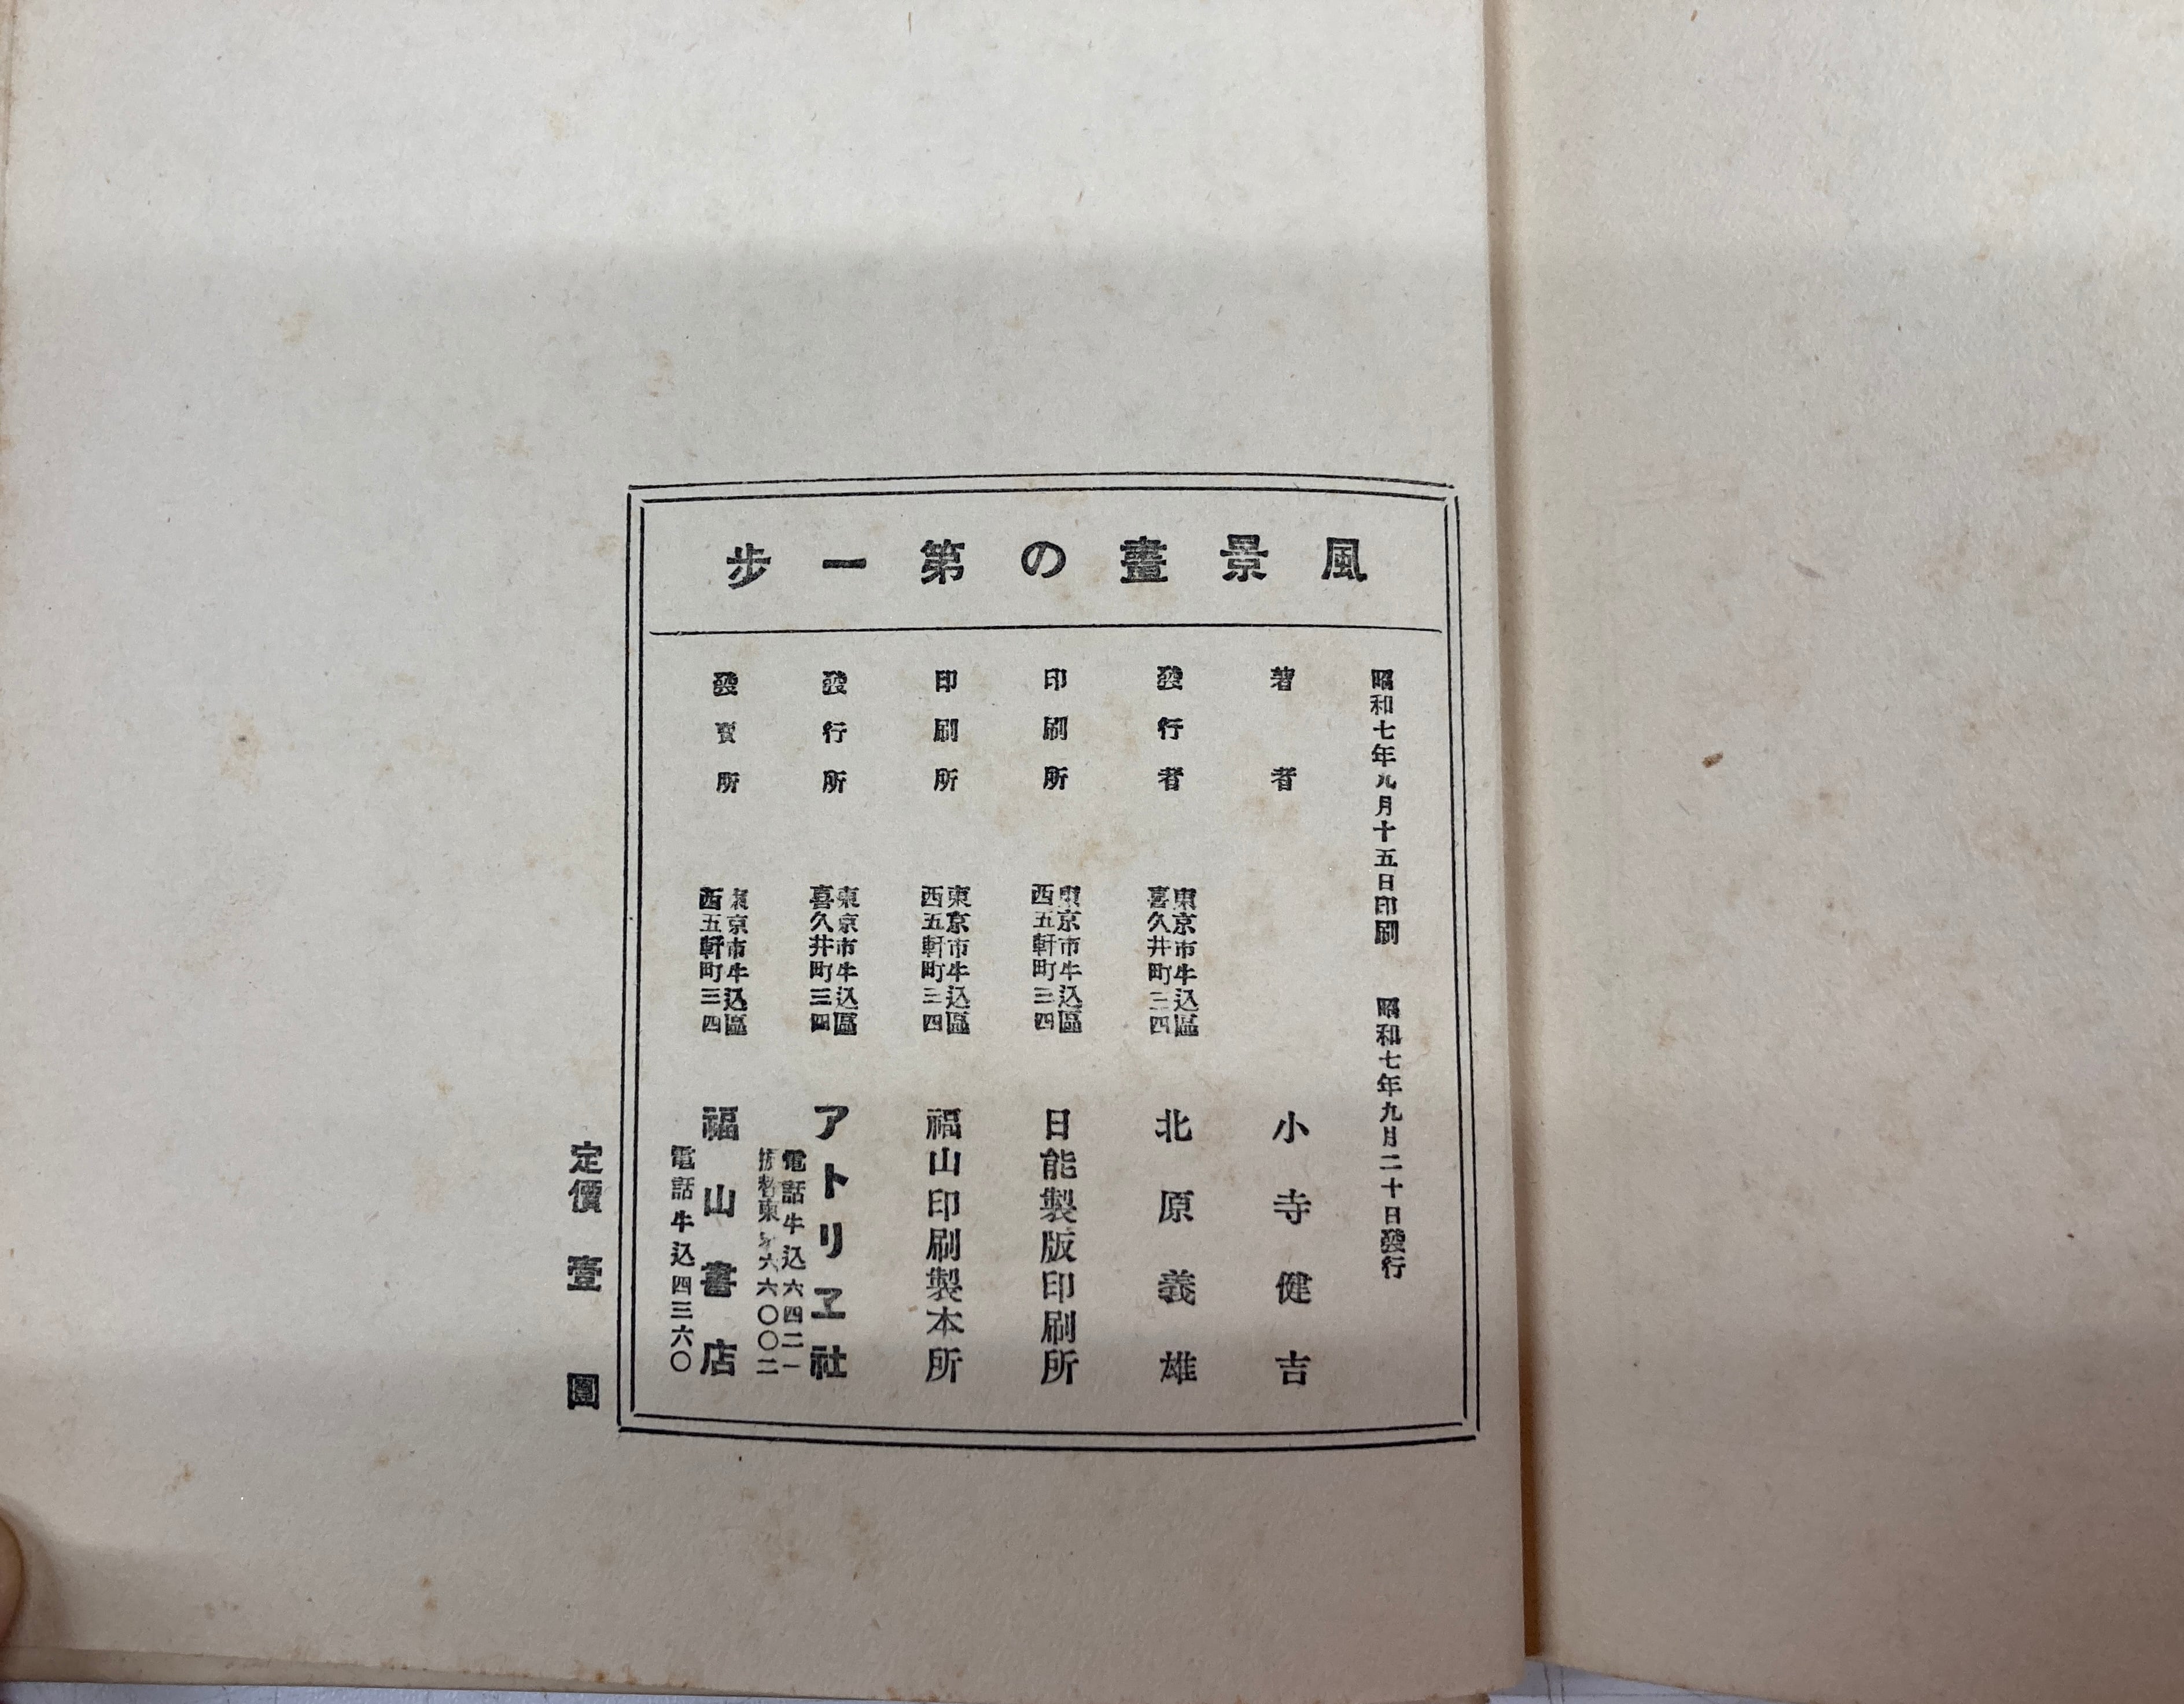 風景畫の第一步
昭和七年九月十五日印刷　昭和七年九月二十日發行
著者　小寺健吉
發行者　東京市牛込區喜久井町三四　北原義雄
印刷所　東京市牛込區西五軒町三四　日能製版印刷所
印刷所　東京市牛込區西五軒町三四　福山印刷製本所
發行所　東京市牛込區喜久井町三四　アトリヱ社
電話牛込六四二一
振替東京六六〇〇二
發賣所　東京市牛込區西五軒町三四　福山書店
電話牛込四三六〇
定價壹圓